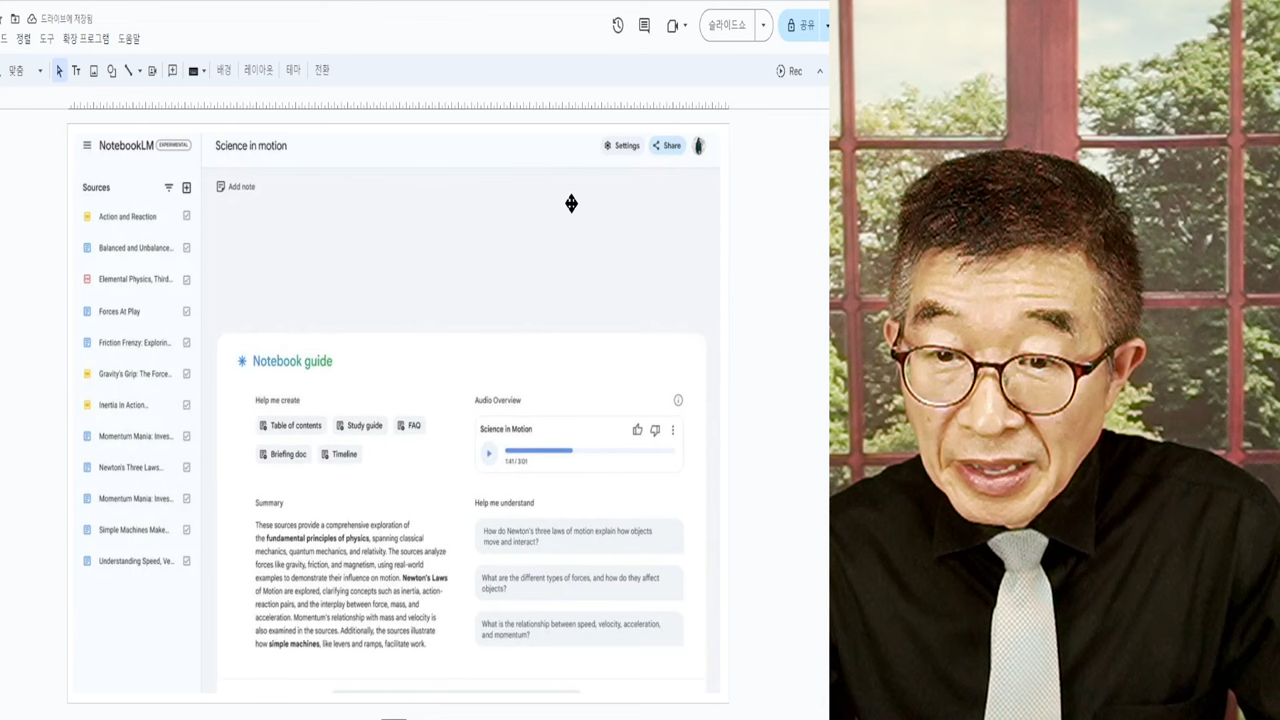 드라이브에 저장됨
정렬 도구 확장 프로그램 도움말
슬라이드쇼
공유
맞춤
Tr
배경 레이아웃 테마 전환
Rec
NotebookLM EXPERIMENTAL
Science in motion
Settings
Share
Sources
Add note
Action and Reaction
Balanced and Unbalance...
Elemental Physics, Third...
Forces At Play
Friction Frenzy: Explorin...
Gravity's Grip: The Force...
Inertia In Action...
Momentum Mania: Inves...
Newton's Three Laws...
Momentum Mania: Inves...
Simple Machines Make...
Understanding Speed, Ve...
Notebook guide
Help me create
Table of contents
Study guide
FAQ
Briefing doc
Timeline
Audio Overview
Science in Motion
1:41 / 3:01
Summary
These sources provide a comprehensive exploration of
the fundamental principles of physics, spanning classical
mechanics, quantum mechanics, and relativity. The sources analyze
forces like gravity, friction, and magnetism, using real-world
examples to demonstrate their influence on motion. Newton's Laws
of Motion are explored, clarifying concepts such as inertia, action-
reaction pairs, and the interplay between force, mass, and
acceleration. Momentum's relationship with mass and velocity is
also examined in the sources. Additionally, the sources illustrate
how simple machines, like levers and ramps, facilitate work.
Help me understand
How do Newton's three laws of motion explain how objects
move and interact?
What are the different types of forces, and how do they affect
objects?
What is the relationship between speed, velocity, acceleration,
and momentum?